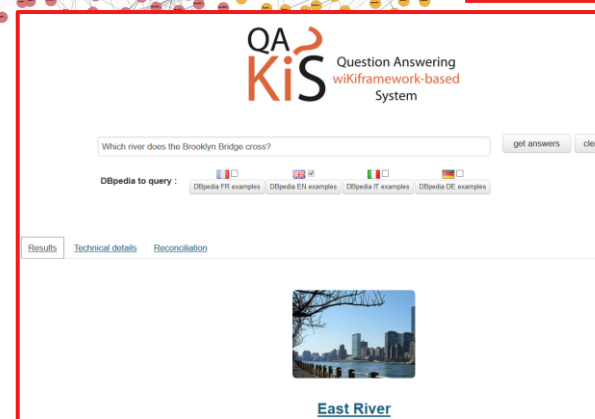 QA
KiS
Question Answering
wiKiframework-based
System
Which river does the Brooklyn Bridge cross?
get answers
DBpedia to query :
DBpedia FR examples DBpedia EN examples DBpedia IT examples DBpedia DE examples
Results Technical details Reconciliation
East River